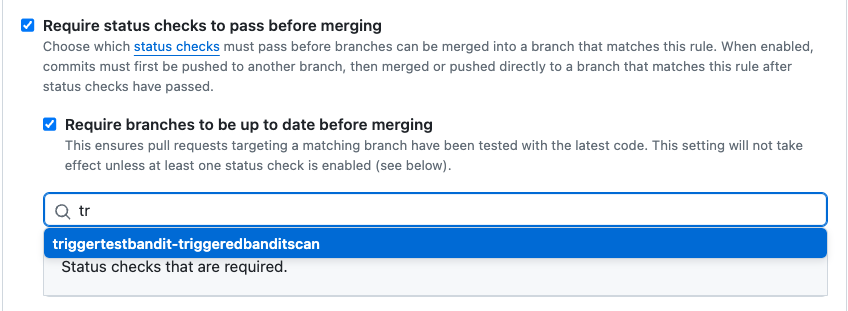 Require status checks to pass before merging
Choose which status checks must pass before branches can be merged into a branch that matches this rule. When enabled,
commits must first be pushed to another branch, then merged or pushed directly to a branch that matches this rule after
status checks have passed.
Require branches to be up to date before merging
This ensures pull requests targeting a matching branch have been tested with the latest code. This setting will not take
effect unless at least one status check is enabled (see below).
tr
triggertestbandit-triggeredbanditscan
Status checks that are required.